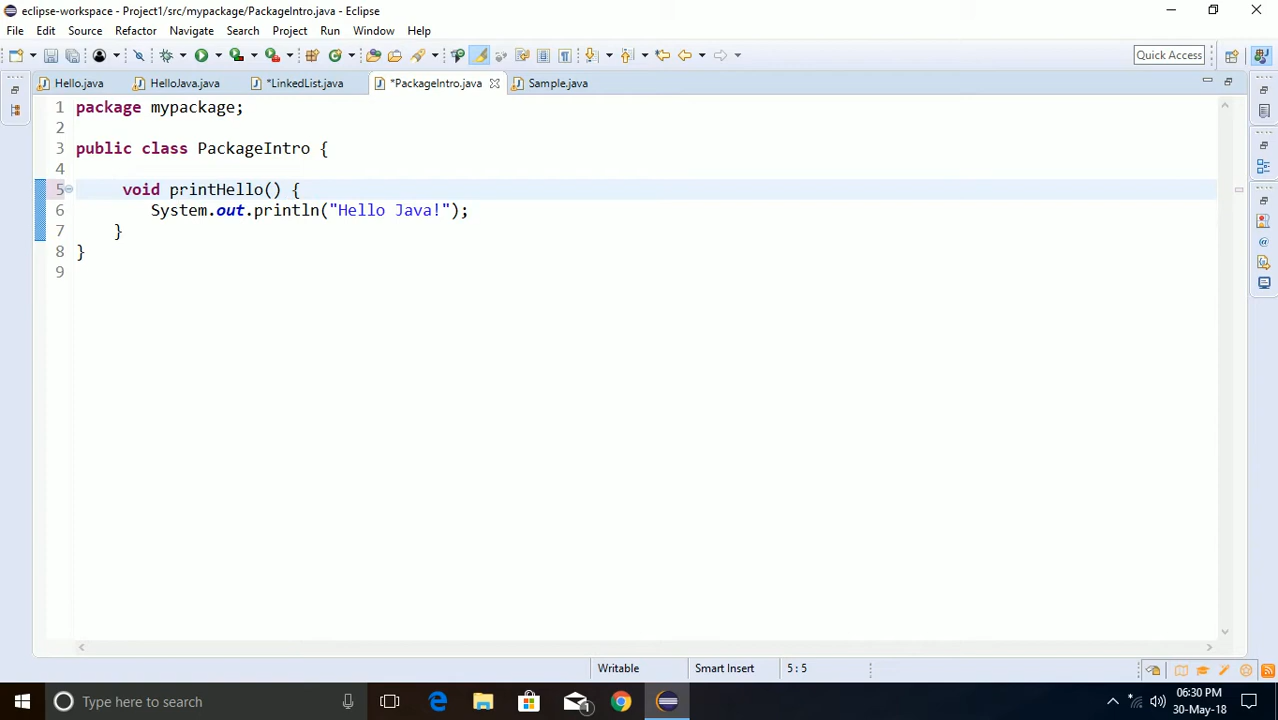 eclipse-workspace - Project1/src/mypackage/PackageIntro.java - Eclipse
File Edit Source Refactor Navigate Search Project Run Window Help
Quick Access
Hello.java HelloJava.java *LinkedList.java *PackageIntro.java Sample.java
1 package mypackage;
2
3 public class PackageIntro {
4
5 void printHello() {
6 System.out.println("Hello Java!");
7 }
8 }
9
Writable Smart Insert 5 : 5
Type here to search
1
06:30 PM
30-May-18